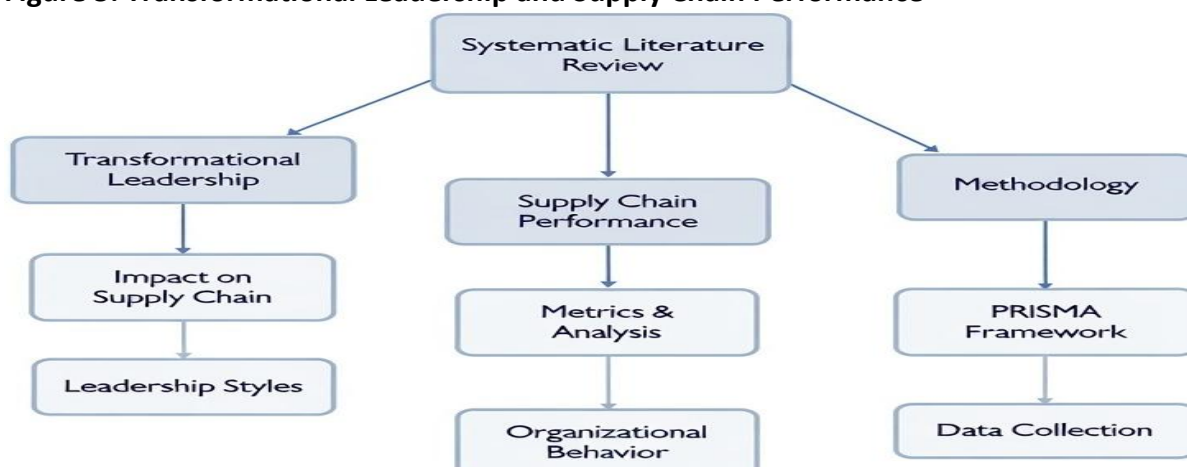 Systematic Literature
Review
Transformational
Leadership
Supply Chain
Performance
Methodology
Impact on
Supply Chain
Metrics &
Analysis
PRISMA
Framework
Leadership Styles
Organizational
Behavior
Data Collection